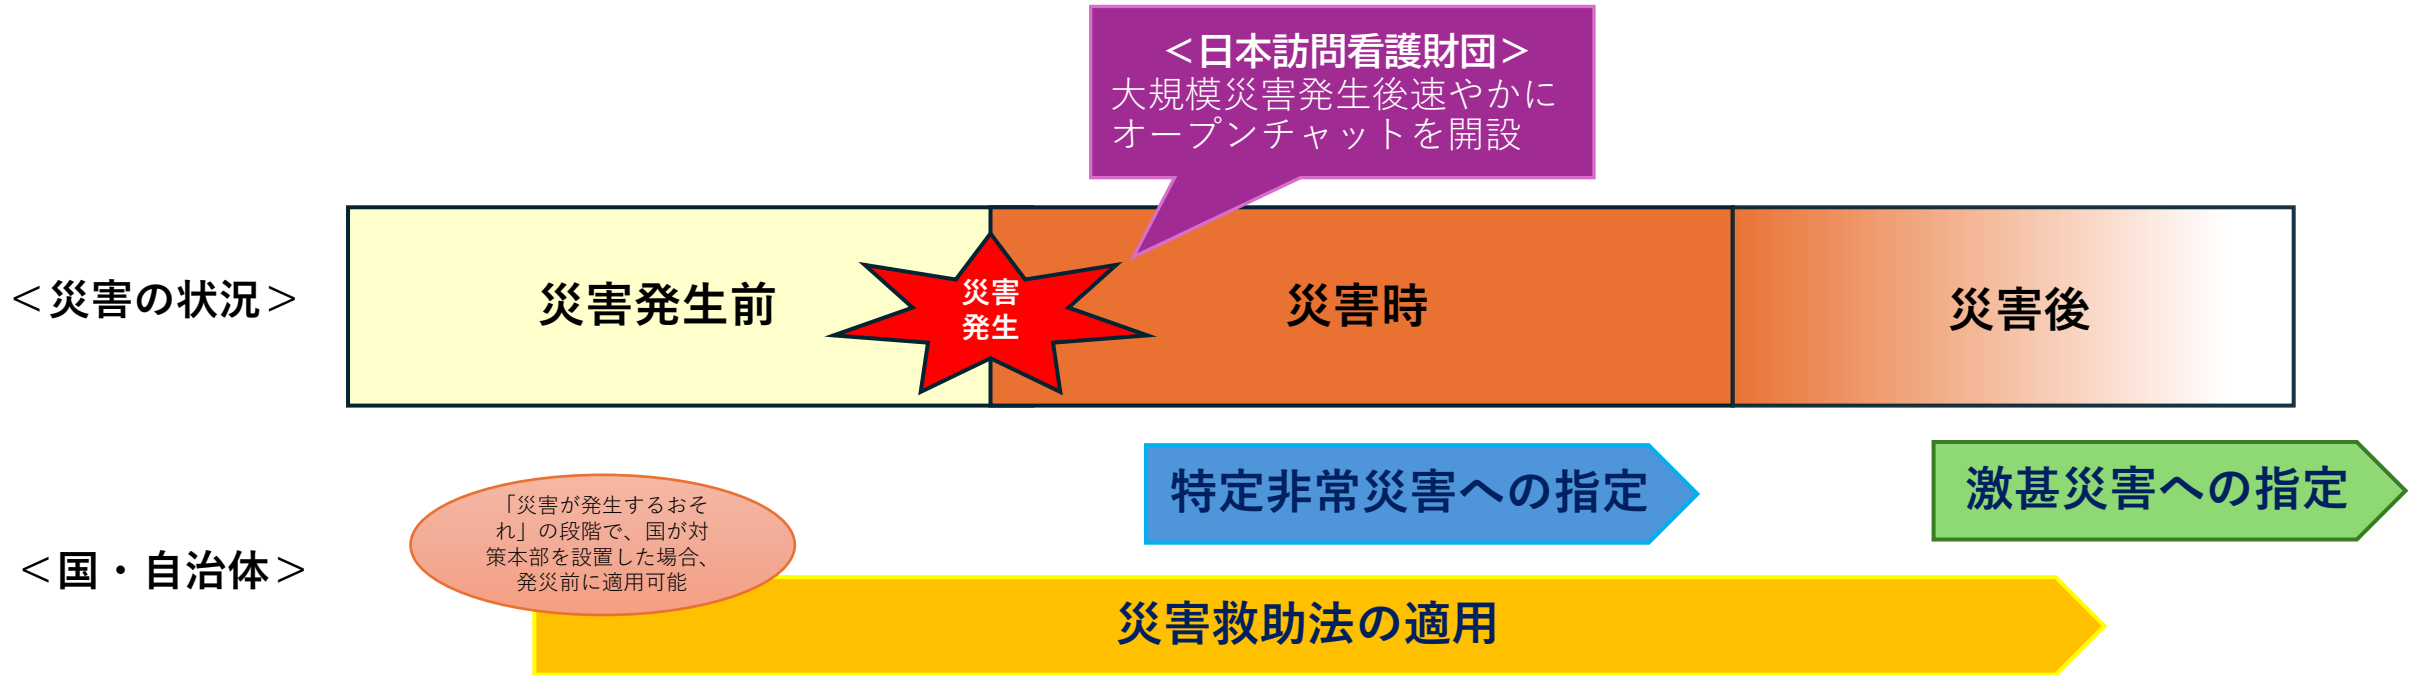 ＜日本訪問看護財団＞
大規模災害発生後速やかに
オープンチャットを開設
＜災害の状況＞
災害発生前
災害
発生
災害時
災害後
特定非常災害への指定
激甚災害への指定
「災害が発生するおそ
れ」の段階で、国が対
策本部を設置した場合、
発災前に適用可能
＜国・自治体＞
災害救助法の適用